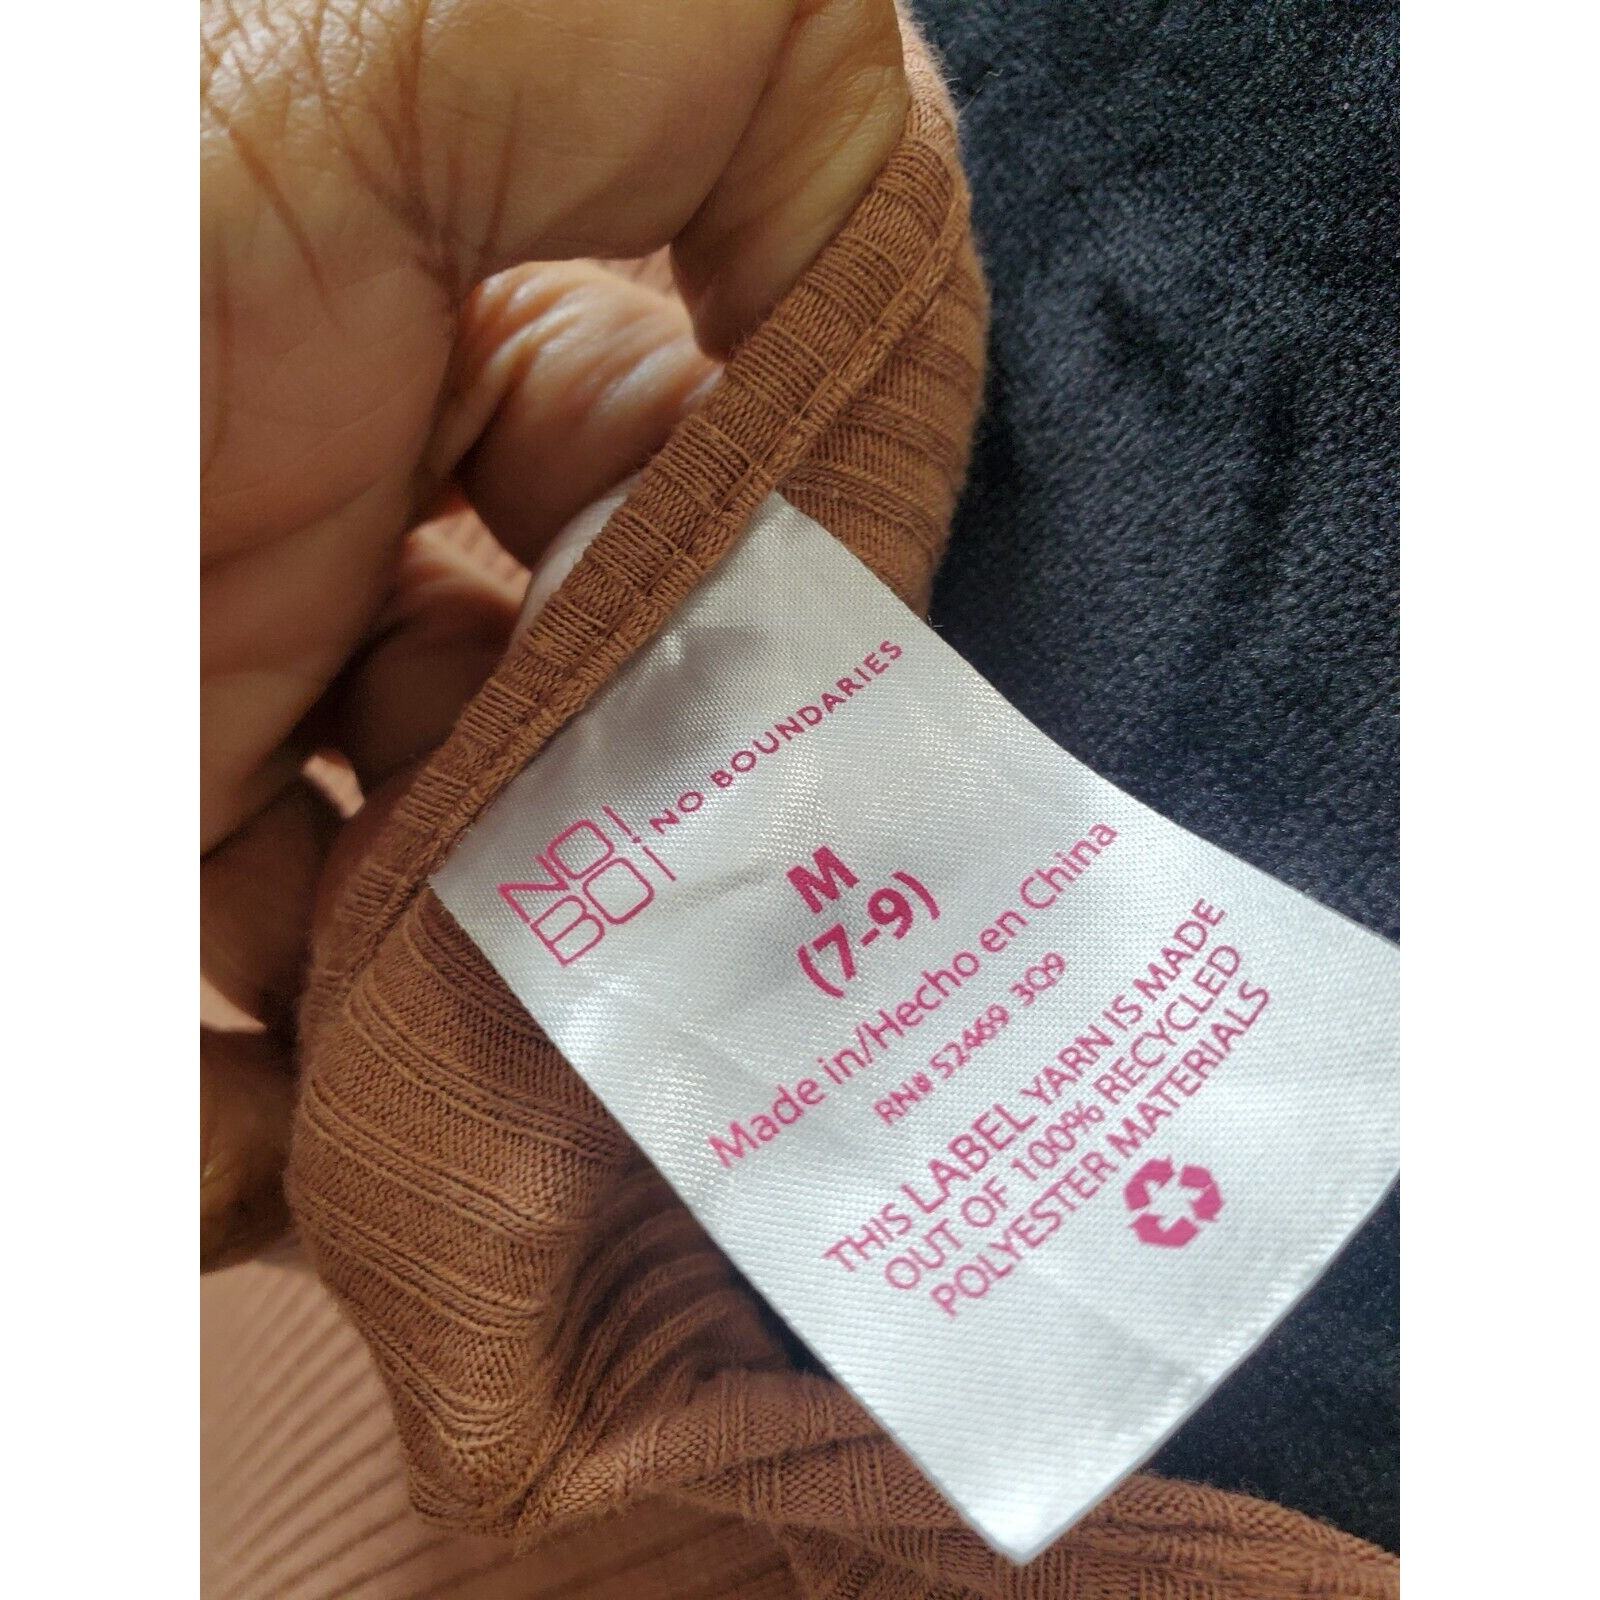 NO!
BO!
NO BOUNDARIES
M
(7-9)
Made in/Hecho en China
RN# 52469 3Q9
THIS LABEL YARN IS MADE
OUT OF 100% RECYCLED
POLYESTER MATERIALS